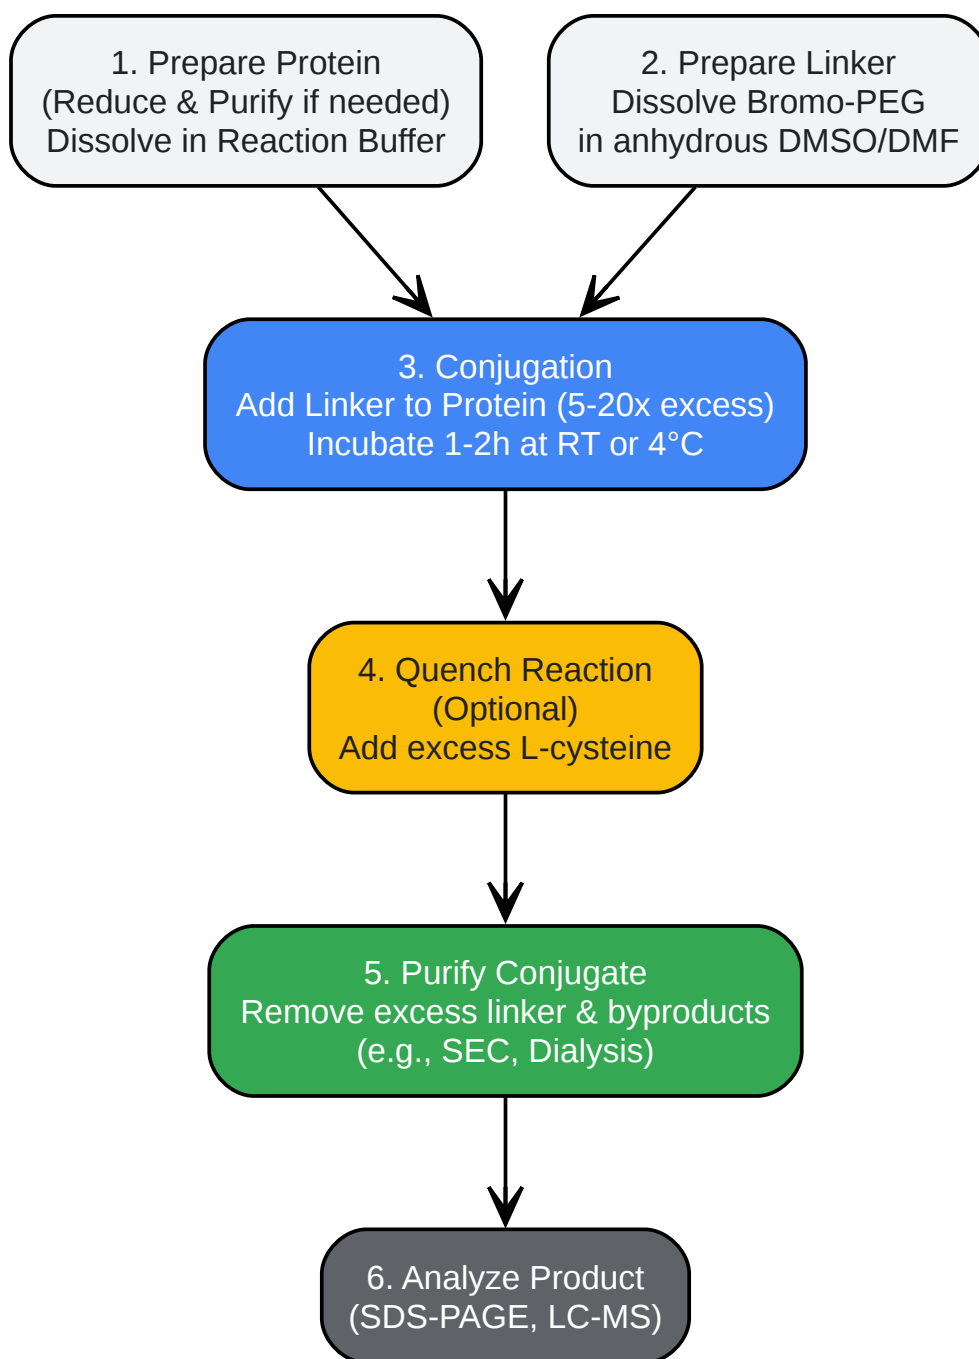 1. Prepare Protein
(Reduce & Purify if needed)
Dissolve in Reaction Buffer
2. Prepare Linker
Dissolve Bromo-PEG
in anhydrous DMSO/DMF
3. Conjugation
Add Linker to Protein (5-20x excess)
Incubate 1-2h at RT or 4°C
4. Quench Reaction
(Optional)
Add excess L-cysteine
5. Purify Conjugate
Remove excess linker & byproducts
(e.g., SEC, Dialysis)
6. Analyze Product
(SDS-PAGE, LC-MS)